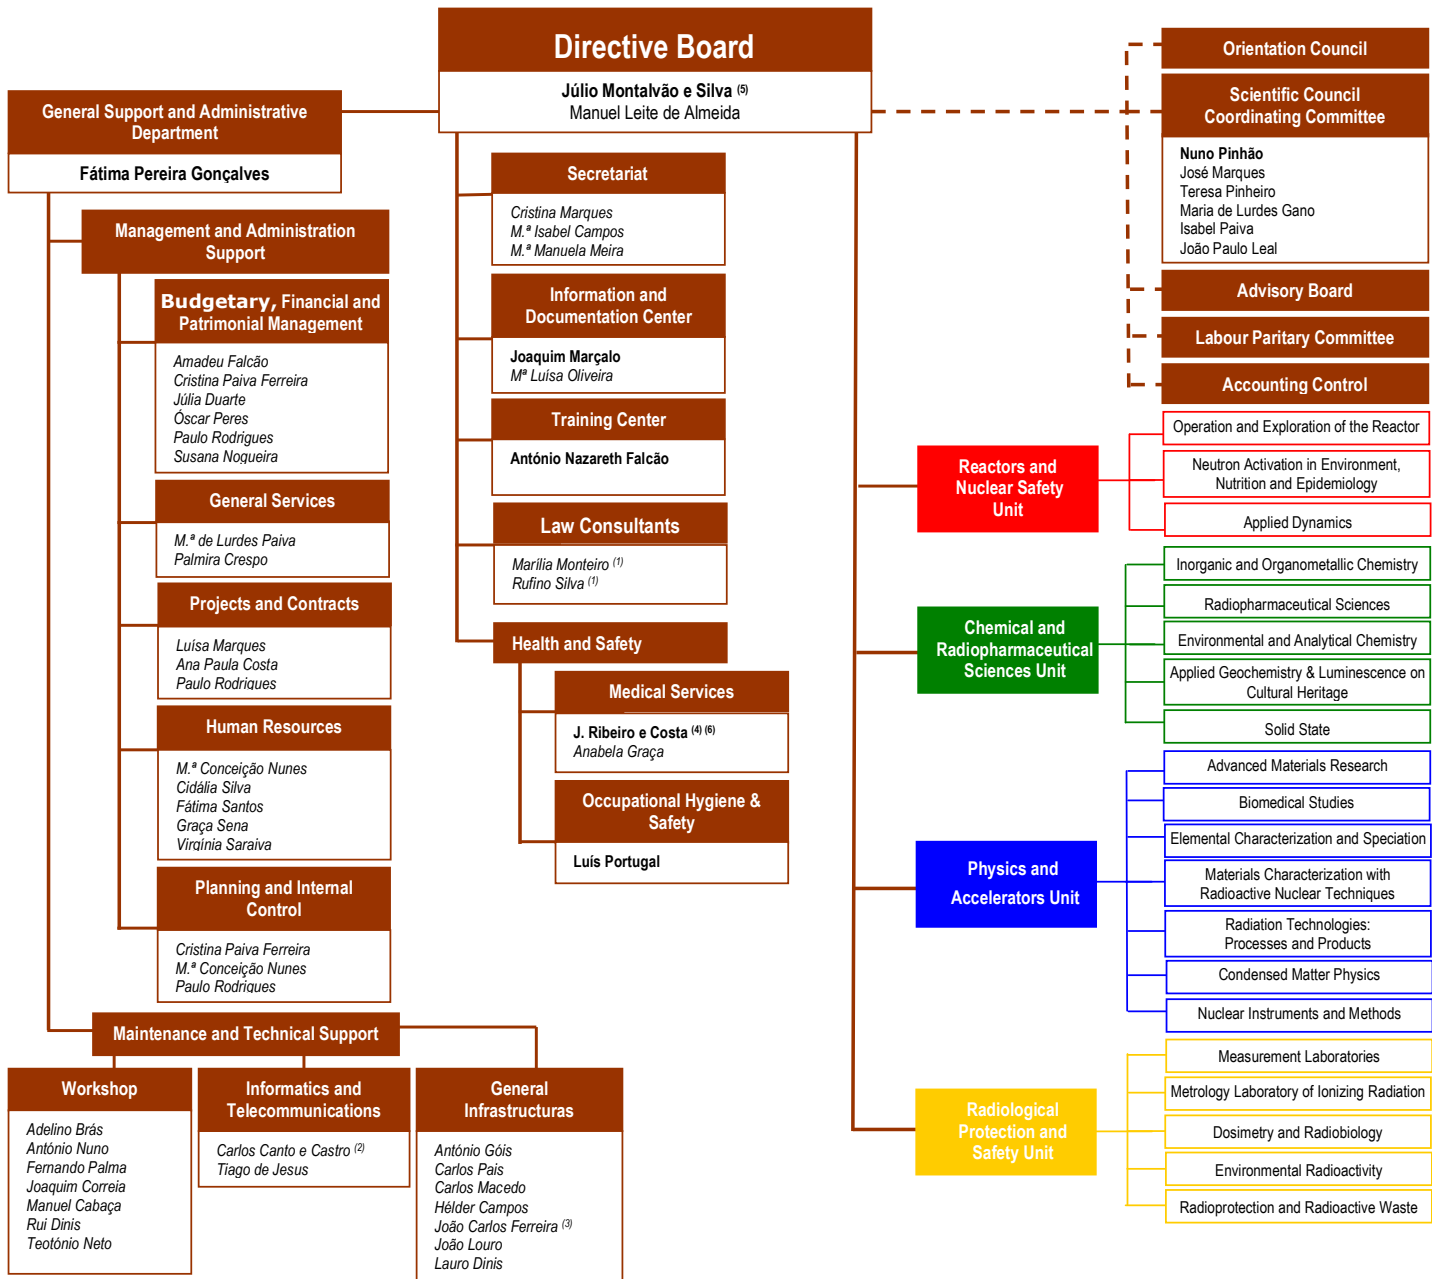 Directive Board
Júlio Montalvão e Silva (5)
Manuel Leite de Almeida
General Support and Administrative
Department
Fátima Pereira Gonçalves
Management and Administration
Support
Budgetary, Financial and
Patrimonial Management
Amadeu Falcão
Cristina Paiva Ferreira
Júlia Duarte
Óscar Peres
Paulo Rodrigues
Susana Nogueira
General Services
M.ª de Lurdes Paiva
Palmira Crespo
Projects and Contracts
Luísa Marques
Ana Paula Costa
Paulo Rodrigues
Human Resources
M.ª Conceição Nunes
Cidália Silva
Fátima Santos
Graça Sena
Virgínia Saraiva
Planning and Internal
Control
Cristina Paiva Ferreira
M.ª Conceição Nunes
Paulo Rodrigues
Maintenance and Technical Support
Workshop
Adelino Brás
António Nuno
Fernando Palma
Joaquim Correia
Manuel Cabaça
Rui Dinis
Teotónio Neto
Informatics and
Telecommunications
Carlos Canto e Castro (2)
Tiago de Jesus
General
Infrastructuras
António Góis
Carlos Pais
Carlos Macedo
Hélder Campos
João Carlos Ferreira (3)
João Louro
Lauro Dinis
Secretariat
Cristina Marques
M.ª Isabel Campos
M.ª Manuela Meira
Information and
Documentation Center
Joaquim Marçalo
Mª Luísa Oliveira
Training Center
António Nazareth Falcão
Law Consultants
Marília Monteiro (1)
Rufino Silva (1)
Health and Safety
Medical Services
J. Ribeiro e Costa (4) (6)
Anabela Graça
Occupational Hygiene &
Safety
Luís Portugal
Orientation Council
Scientific Council
Coordinating Committee
Nuno Pinhão
José Marques
Teresa Pinheiro
Maria de Lurdes Gano
Isabel Paiva
João Paulo Leal
Advisory Board
Labour Paritary Committee
Accounting Control
Reactors and
Nuclear Safety
Unit
Operation and Exploration of the Reactor
Neutron Activation in Environment,
Nutrition and Epidemiology
Applied Dynamics
Chemical and
Radiopharmaceutical
Sciences Unit
Inorganic and Organometallic Chemistry
Radiopharmaceutical Sciences
Environmental and Analytical Chemistry
Applied Geochemistry & Luminescence on
Cultural Heritage
Solid State
Physics and
Accelerators Unit
Advanced Materials Research
Biomedical Studies
Elemental Characterization and Speciation
Materials Characterization with
Radioactive Nuclear Techniques
Radiation Technologies:
Processes and Products
Condensed Matter Physics
Nuclear Instruments and Methods
Radiological
Protection and
Safety Unit
Measurement Laboratories
Metrology Laboratory of Ionizing Radiation
Dosimetry and Radiobiology
Environmental Radioactivity
Radioprotection and Radioactive Waste